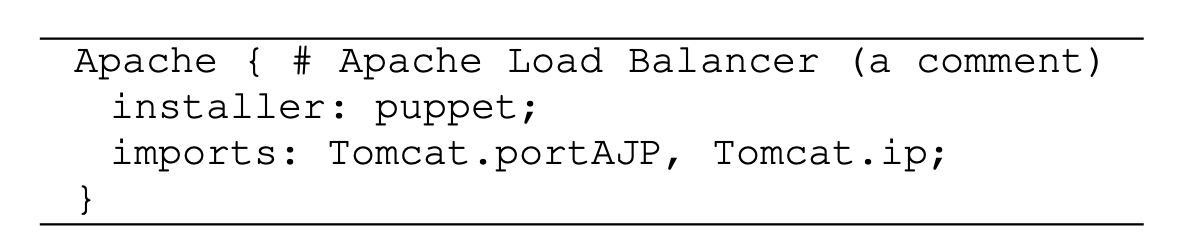 Apache { # Apache Load Balancer (a comment)
  installer: puppet;
  imports: Tomcat.portAJP, Tomcat.ip;
}